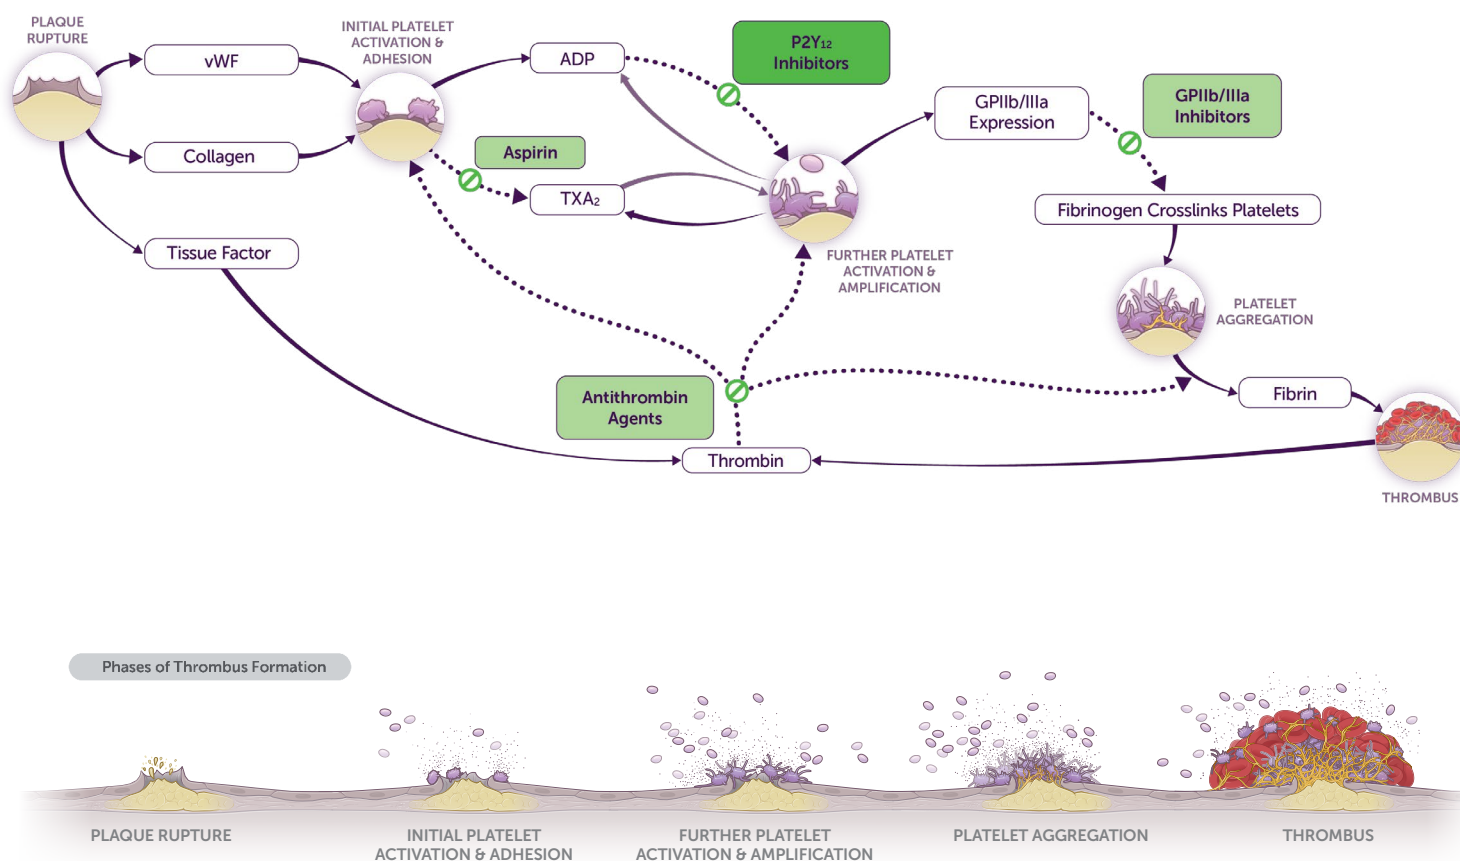 PLAQUE
RUPTURE
vWF
Collagen
Tissue Factor
INITIAL PLATELET
ACTIVATION &
ADHESION
Aspirin
ADP
TXA₂
P2Y₁₂
Inhibitors
FURTHER PLATELET
ACTIVATION &
AMPLIFICATION
GPIIb/IIIa
Expression
GPIIb/IIIa
Inhibitors
Fibrinogen Crosslinks Platelets
PLATELET
AGGREGATION
Antithrombin
Agents
Thrombin
Fibrin
THROMBUS
Phases of Thrombus Formation
PLAQUE RUPTURE
INITIAL PLATELET
ACTIVATION & ADHESION
FURTHER PLATELET
ACTIVATION & AMPLIFICATION
PLATELET AGGREGATION
THROMBUS